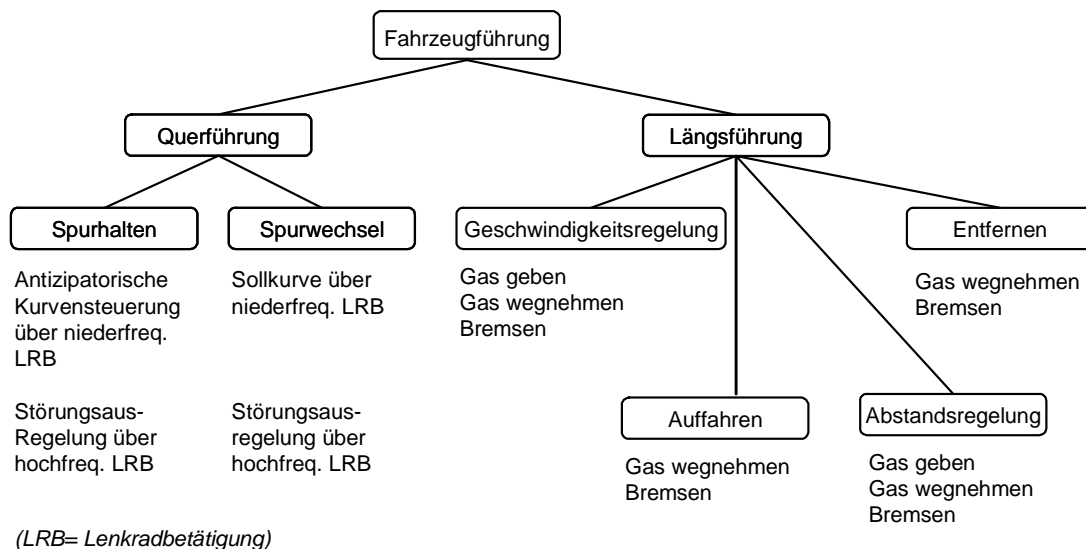 Fahrzeugführung
Querführung
Längsführung
Spurhalten
Spurwechsel
Geschwindigkeitsregelung
Entfernen
Antizipatorische
Kurvensteuerung
über niederfreq.
LRB
Sollkurve über
niederfreq. LRB
Gas geben
Gas wegnehmen
Bremsen
Gas wegnehmen
Bremsen
Störungsaus-
Regelung über
hochfreq. LRB
Störungsaus-
regelung über
hochfreq. LRB
Auffahren
Abstandsregelung
Gas wegnehmen
Bremsen
Gas geben
Gas wegnehmen
Bremsen
(LRB= Lenkradbetätigung)